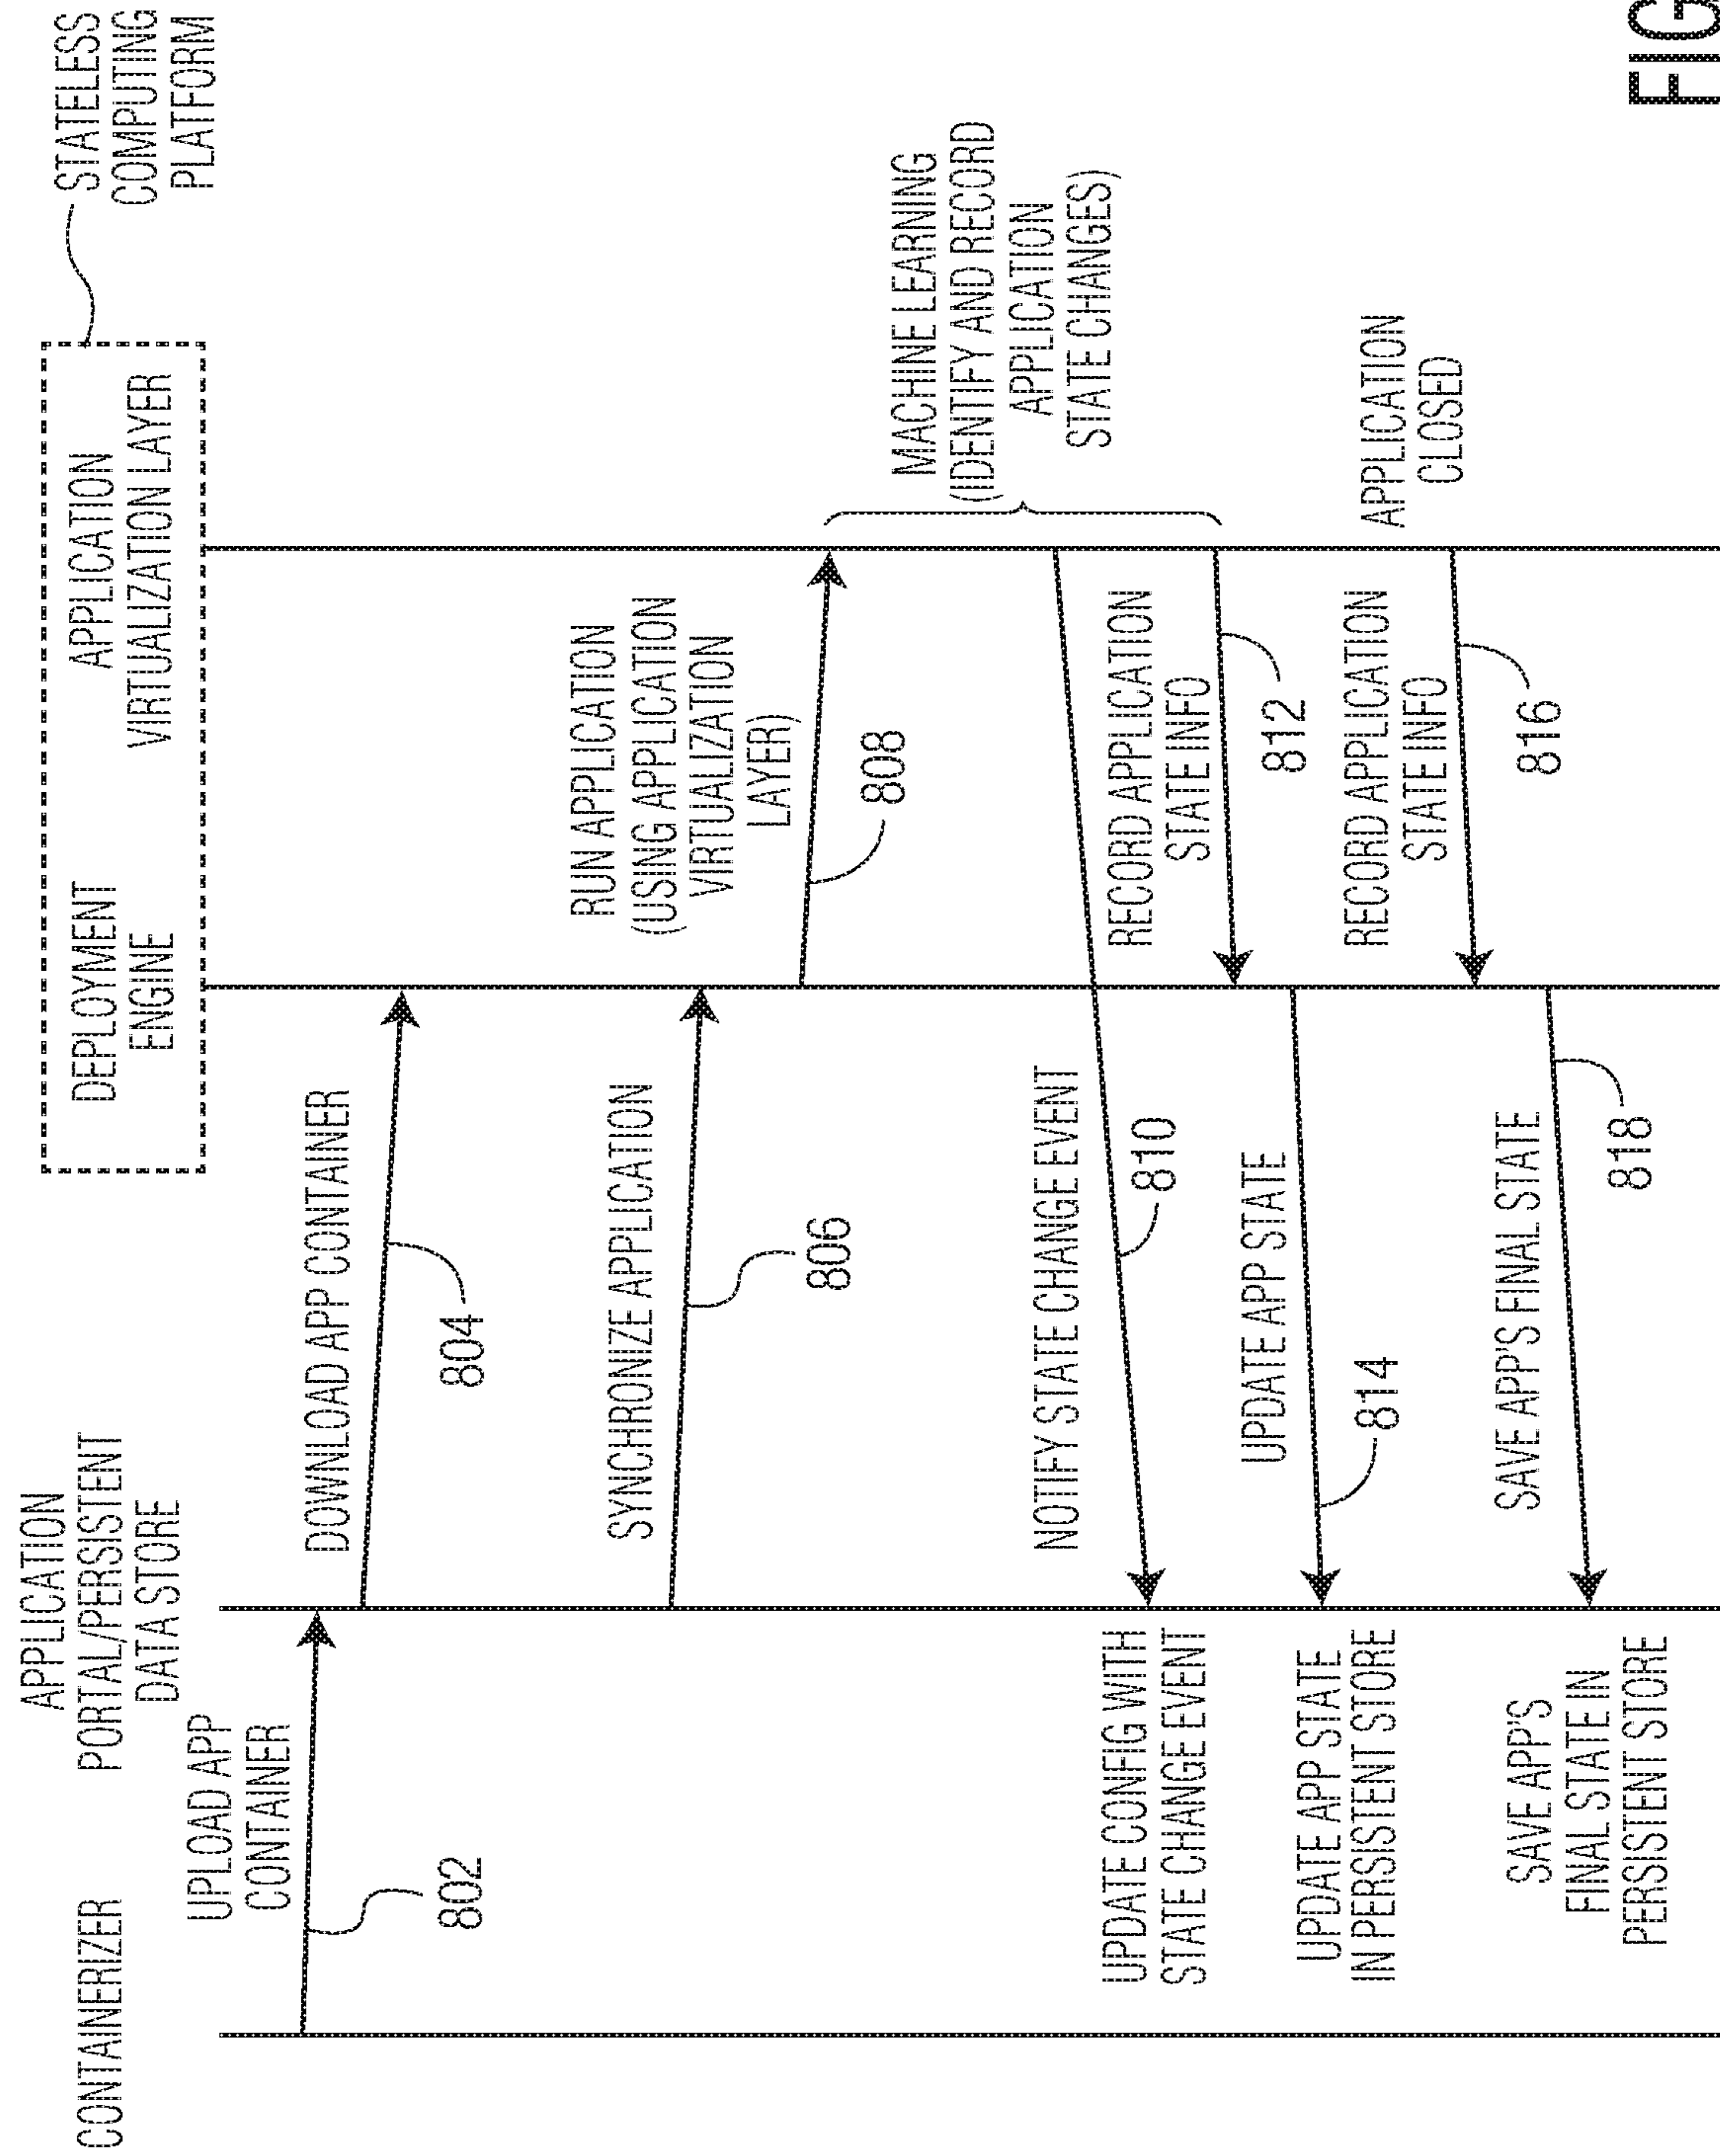 CONTAINERIZER
APPLICATION
PORTAL/PERSISTENT
DATA STORE
DEPLOYMENT
ENGINE
APPLICATION
VIRTUALIZATION LAYER
STATELESS
COMPUTING
PLATFORM
UPLOAD APP
CONTAINER
802
DOWNLOAD APP CONTAINER
804
SYNCHRONIZE APPLICATION
806
RUN APPLICATION
(USING APPLICATION
VIRTUALIZATION
LAYER)
808
MACHINE LEARNING
(IDENTIFY AND RECORD
APPLICATION
STATE CHANGES)
NOTIFY STATE CHANGE EVENT
810
UPDATE CONFIG WITH
STATE CHANGE EVENT
RECORD APPLICATION
STATE INFO
812
UPDATE APP STATE
814
UPDATE APP STATE
IN PERSISTENT STORE
APPLICATION
CLOSED
RECORD APPLICATION
STATE INFO
816
SAVE APP'S FINAL STATE
818
SAVE APP'S
FINAL STATE IN
PERSISTENT STORE
FIG